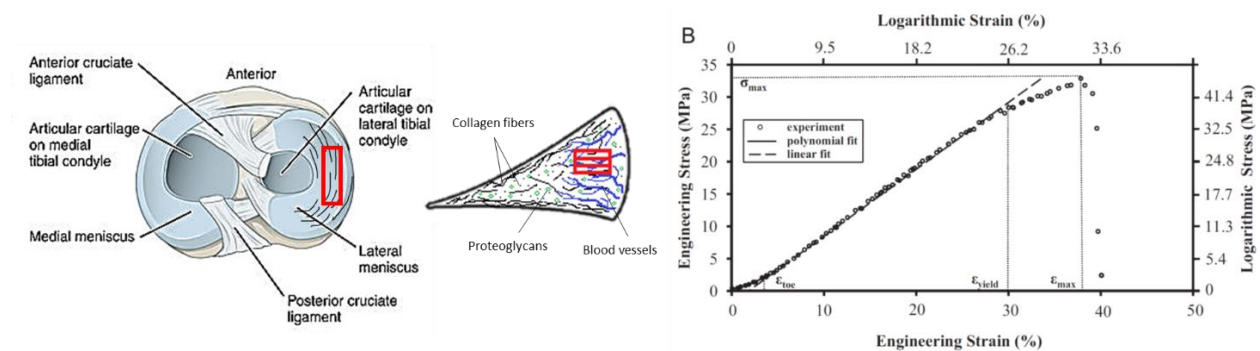 Anterior cruciate
ligament
Anterior
Articular cartilage
on medial
tibial condyle
Articular
cartilage on
lateral tibial
condyle
Medial meniscus
Lateral
meniscus
Posterior cruciate
ligament
Collagen fibers
Proteoglycans
Blood vessels
B
Logarithmic Strain (%)
0 9.5 18.2 26.2 33.6
Engineering Stress (MPa)
35
30
25
20
15
10
5
0
σmax
experiment
polynomial fit
linear fit
εtoe
εyield
εmax
41.4
32.5
24.8
17.7
11.3
5.4
0
Logarithmic Stress (MPa)
0 10 20 30 40 50
Engineering Strain (%)